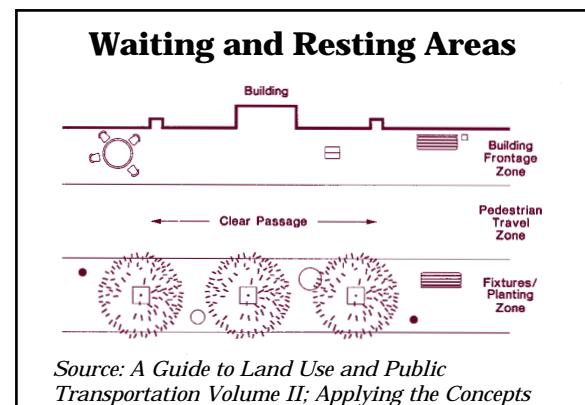 Waiting and Resting Areas
Building
Building
Frontage
Zone
Clear Passage
Pedestrian
Travel
Zone
Fixtures/
Planting
Zone
Source: A Guide to Land Use and Public
Transportation Volume II; Applying the Concepts